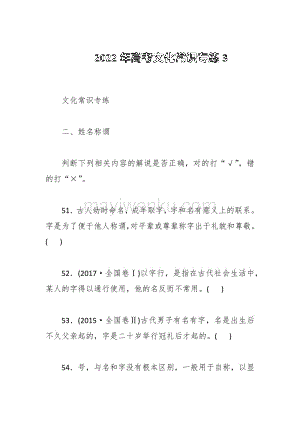 2022年高考文化常识专练3
文化常识专练
二、姓名称谓
判断下列相关内容的解说是否正确，对的打“√”。错的
的打“×”。
51．古人幼时命名，成年取字，字和名有意义上的联系。
字是为了便于他人称谓，对平辈或尊辈称字出于礼貌和尊敬。
(    )
52．(2017·全国卷Ⅰ)以字行，是指在古代社会生活中，
某人的字得以通行使用，他的名反而不常用。(    )
53．(2015·全国卷Ⅱ)古代男子有名有字，名是出生后
不久父亲起的，字是二十岁举行冠礼后才起的。(    )
54．号，与名和字没有根本区别。一般用于自称，以显
mayiwenku.com